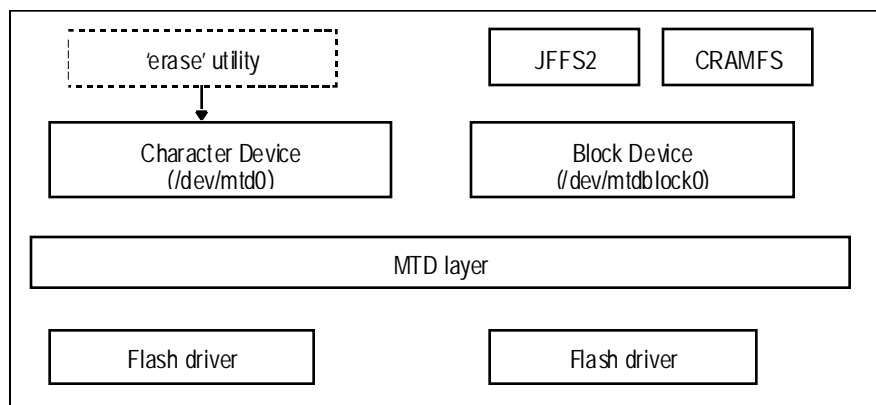 'erase' utility
JFFS2
CRAMFS
Character Device
(/dev/mtd0)
Block Device
(/dev/mtdblock0)
MTD layer
Flash driver
Flash driver